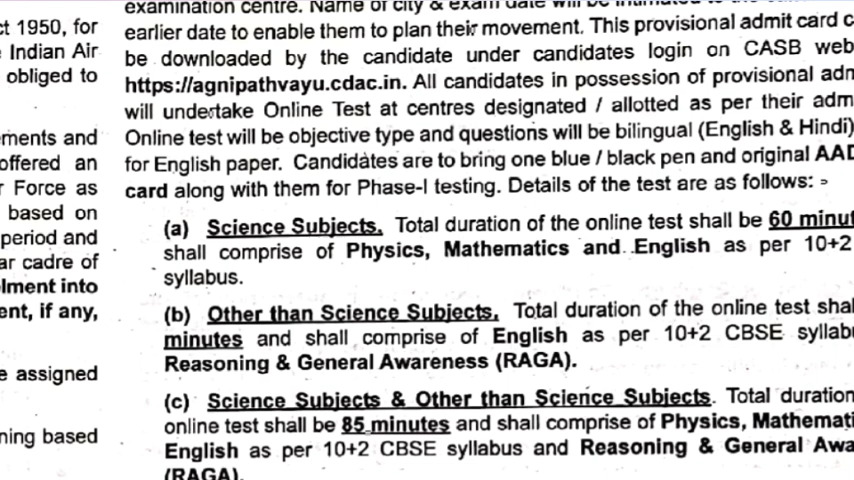 ct 1950, for
Indian Air
obliged to
ments and
offered an
Force as
based on
period and
ar cadre of
lment into
ent, if any,
assigned
ning based
examination centre. Name of city & exam date will be intimated to the
earlier date to enable them to plan their movement. This provisional admit card c
be downloaded by the candidate under candidates login on CASB web
https://agnipathvayu.cdac.in. All candidates in possession of provisional adm
will undertake Online Test at centres designated / allotted as per their adm
Online test will be objective type and questions will be bilingual (English & Hindi)
for English paper. Candidates are to bring one blue / black pen and original AAD
card along with them for Phase-I testing. Details of the test are as follows: -
(a) Science Subjects. Total duration of the online test shall be 60 minut
shall comprise of Physics, Mathematics and English as per 10+2
syllabus.
(b) Other than Science Subjects. Total duration of the online test shal
minutes and shall comprise of English as per 10+2 CBSE syllabu
Reasoning & General Awareness (RAGA).
(c) Science Subjects & Other than Science Subjects. Total duration
online test shall be 85 minutes and shall comprise of Physics, Mathemati
English as per 10+2 CBSE syllabus and Reasoning & General Awa
(RAGA).